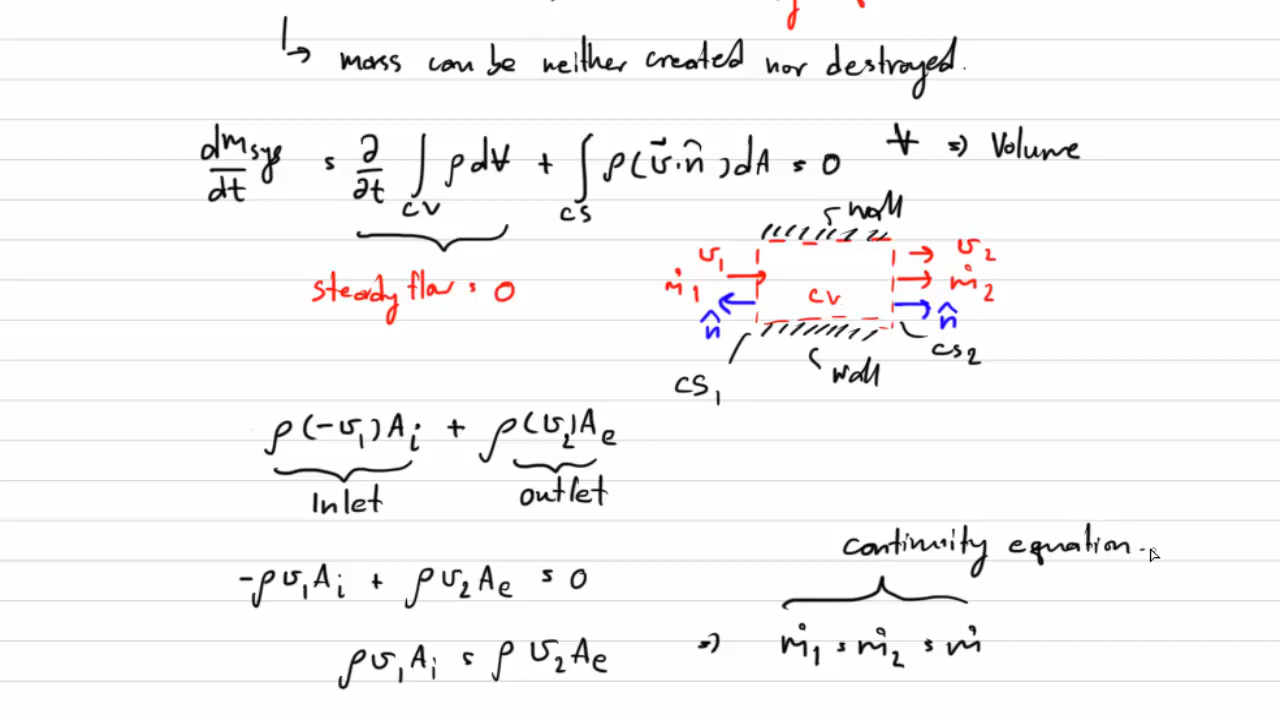 ↳ mass can be neither created nor destroyed.
dm_sys/dt = ∂/∂t ∫_CV ρ dV̶ + ∫_CS ρ(v⃗·n̂)dA = 0
V̶ => Volume
steady flow = 0
wall
v₁
v₂
ṁ₁
ṁ₂
CV
n̂
n̂
CS₂
wall
CS₁
ρ(-v₁)Aᵢ + ρ(v₂)Aₑ
Inlet
outlet
continuity equation.
-ρv₁Aᵢ + ρv₂Aₑ = 0
ρv₁Aᵢ = ρv₂Aₑ => ṁ₁ = ṁ₂ = ṁ